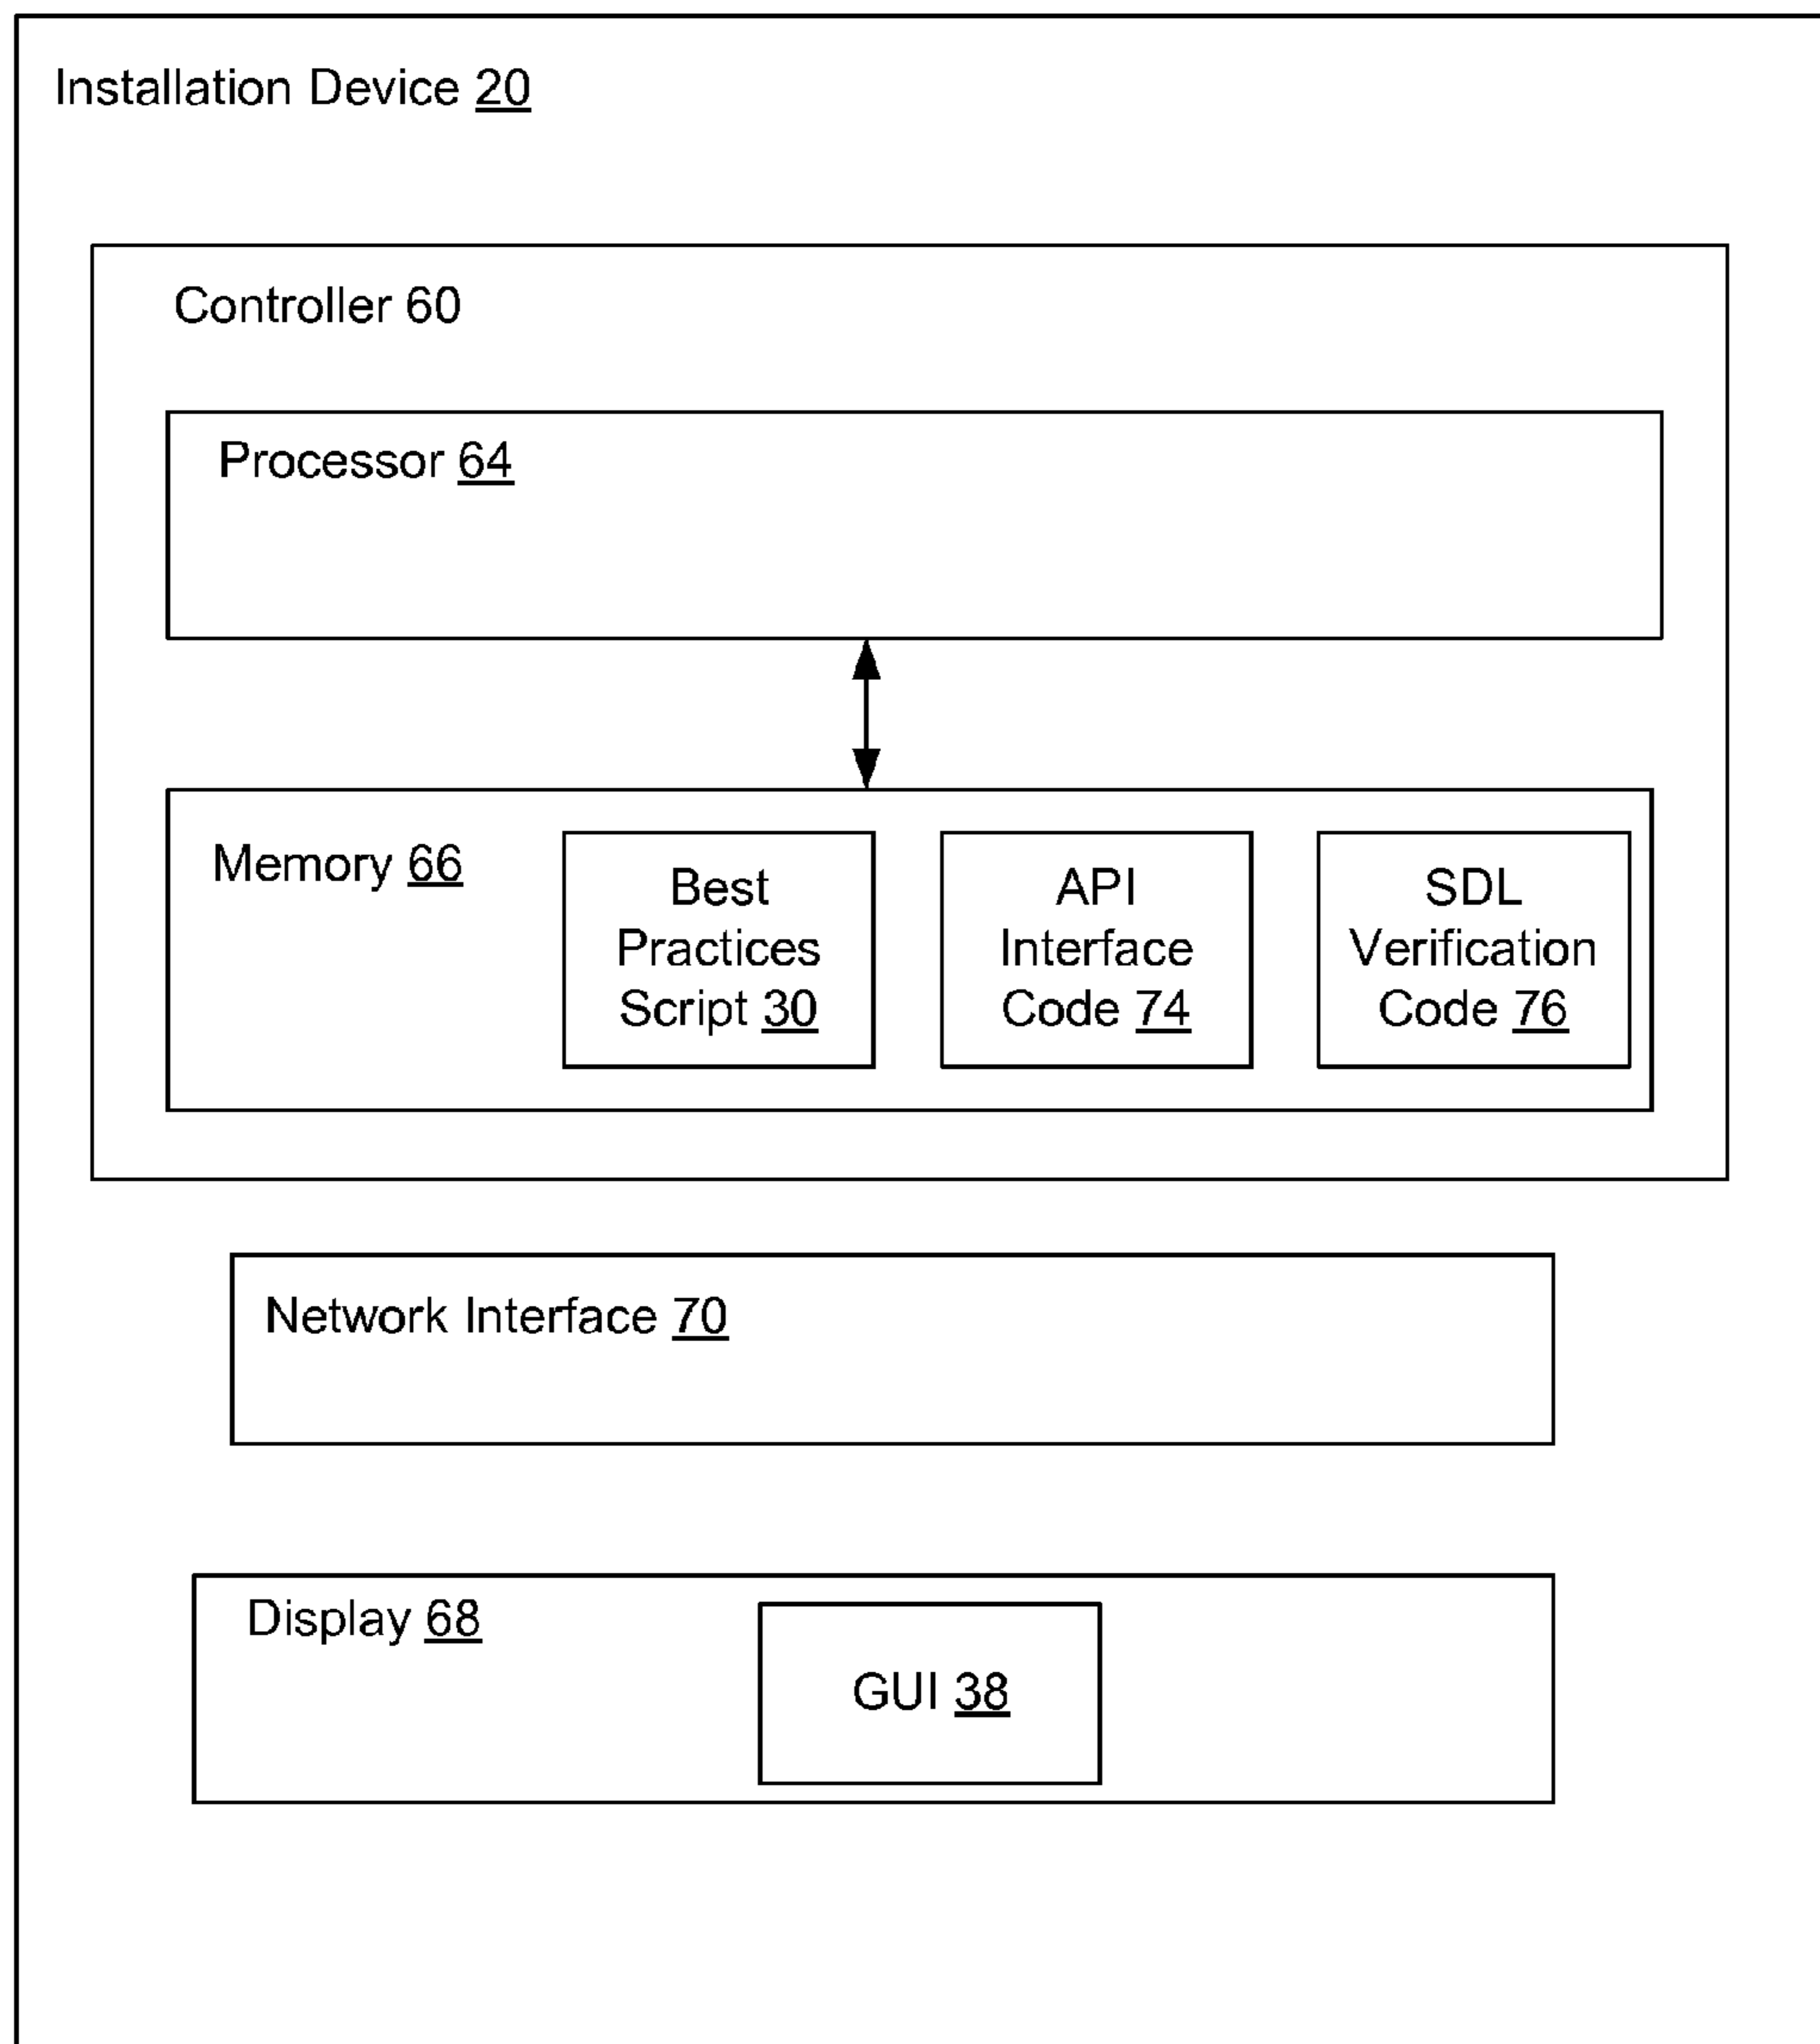 Installation Device 20
Controller 60
Processor 64
Memory 66
Best
Practices
Script 30
API
Interface
Code 74
SDL
Verification
Code 76
Network Interface 70
Display 68
GUI 38